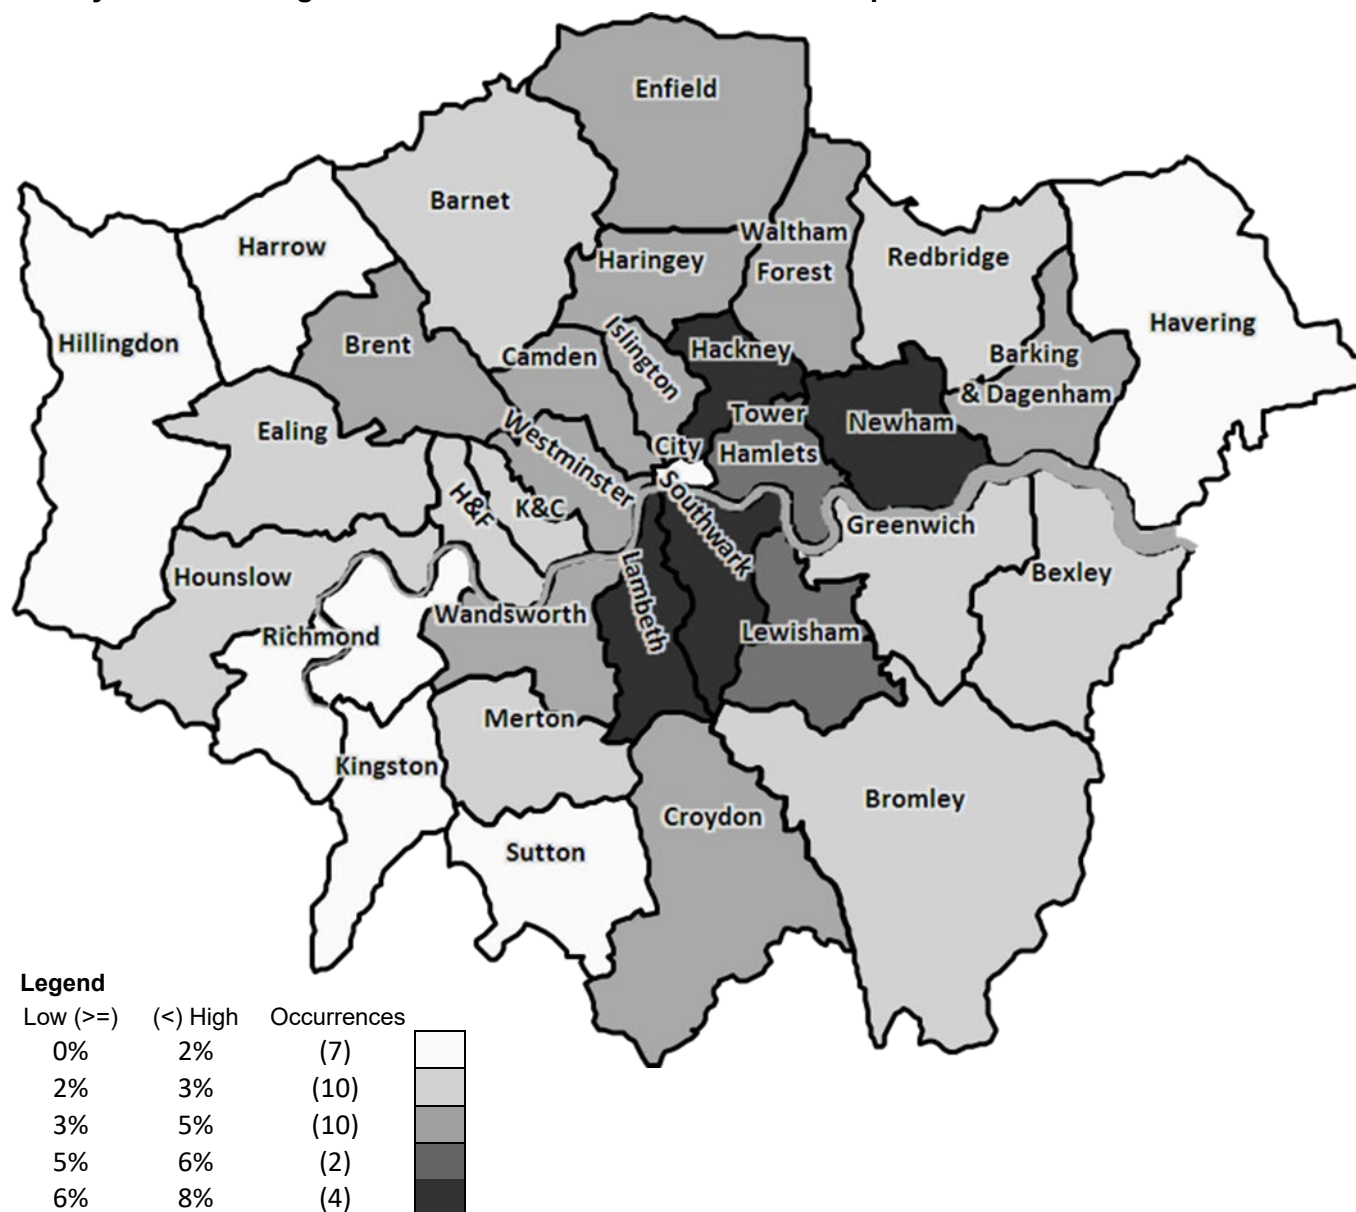 Enfield
Barnet
Waltham
Forest
Redbridge
Harrow
Haringey
Havering
Hillingdon
Brent
Camden
Islington
Hackney
Barking
& Dagenham
Ealing
Tower
Hamlets
Newham
Westminster
City
H&F
K&C
Southwark
Greenwich
Hounslow
Bexley
Richmond
Wandsworth
Lambeth
Lewisham
Merton
Kingston
Bromley
Croydon
Sutton
Legend
Low (>=) (<) High Occurrences
0% 2% (7)
2% 3% (10)
3% 5% (10)
5% 6% (2)
6% 8% (4)